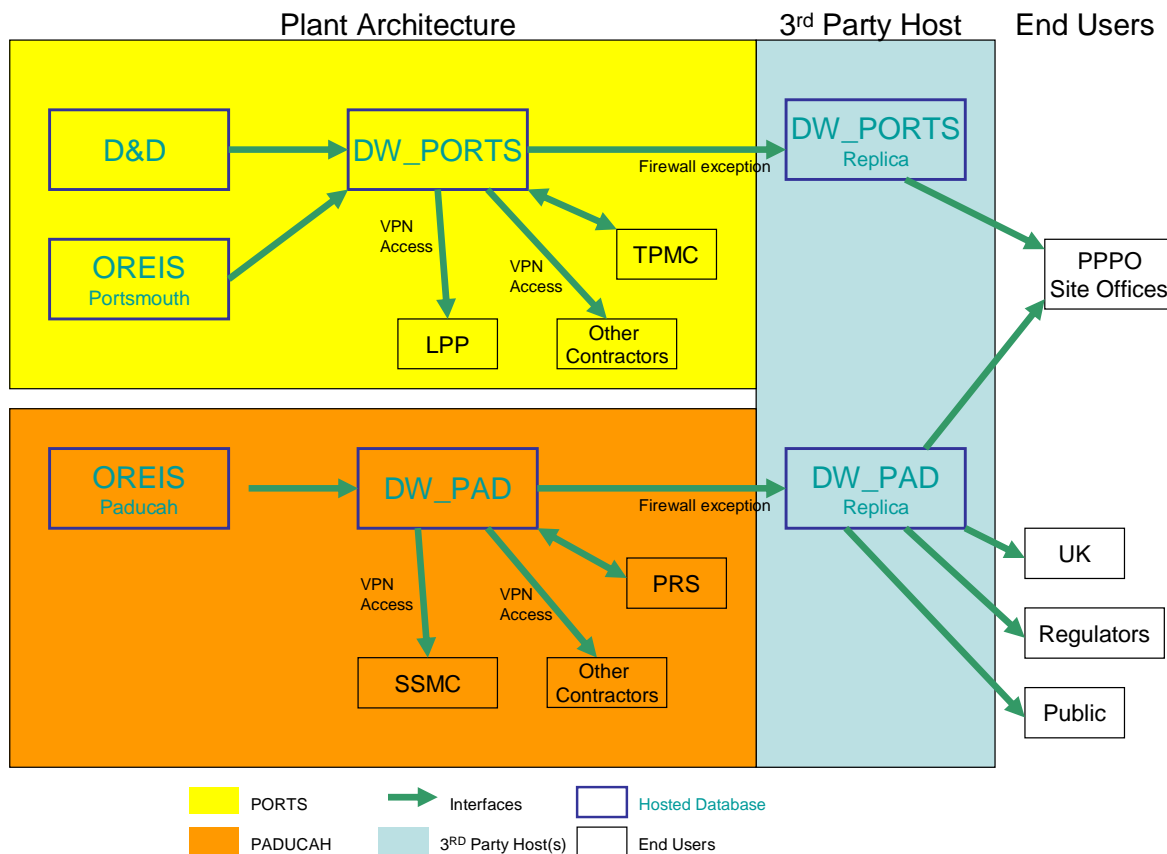 Plant Architecture
3rd Party Host
End Users
D&D
DW_PORTS
Firewall exception
DW_PORTS
Replica
OREIS
Portsmouth
VPN
Access
VPN
Access
TPMC
LPP
Other
Contractors
PPPO
Site Offices
OREIS
Paducah
DW_PAD
Firewall exception
DW_PAD
Replica
VPN
Access
VPN
Access
PRS
SSMC
Other
Contractors
UK
Regulators
Public
PORTS
Interfaces
Hosted Database
PADUCAH
3RD Party Host(s)
End Users